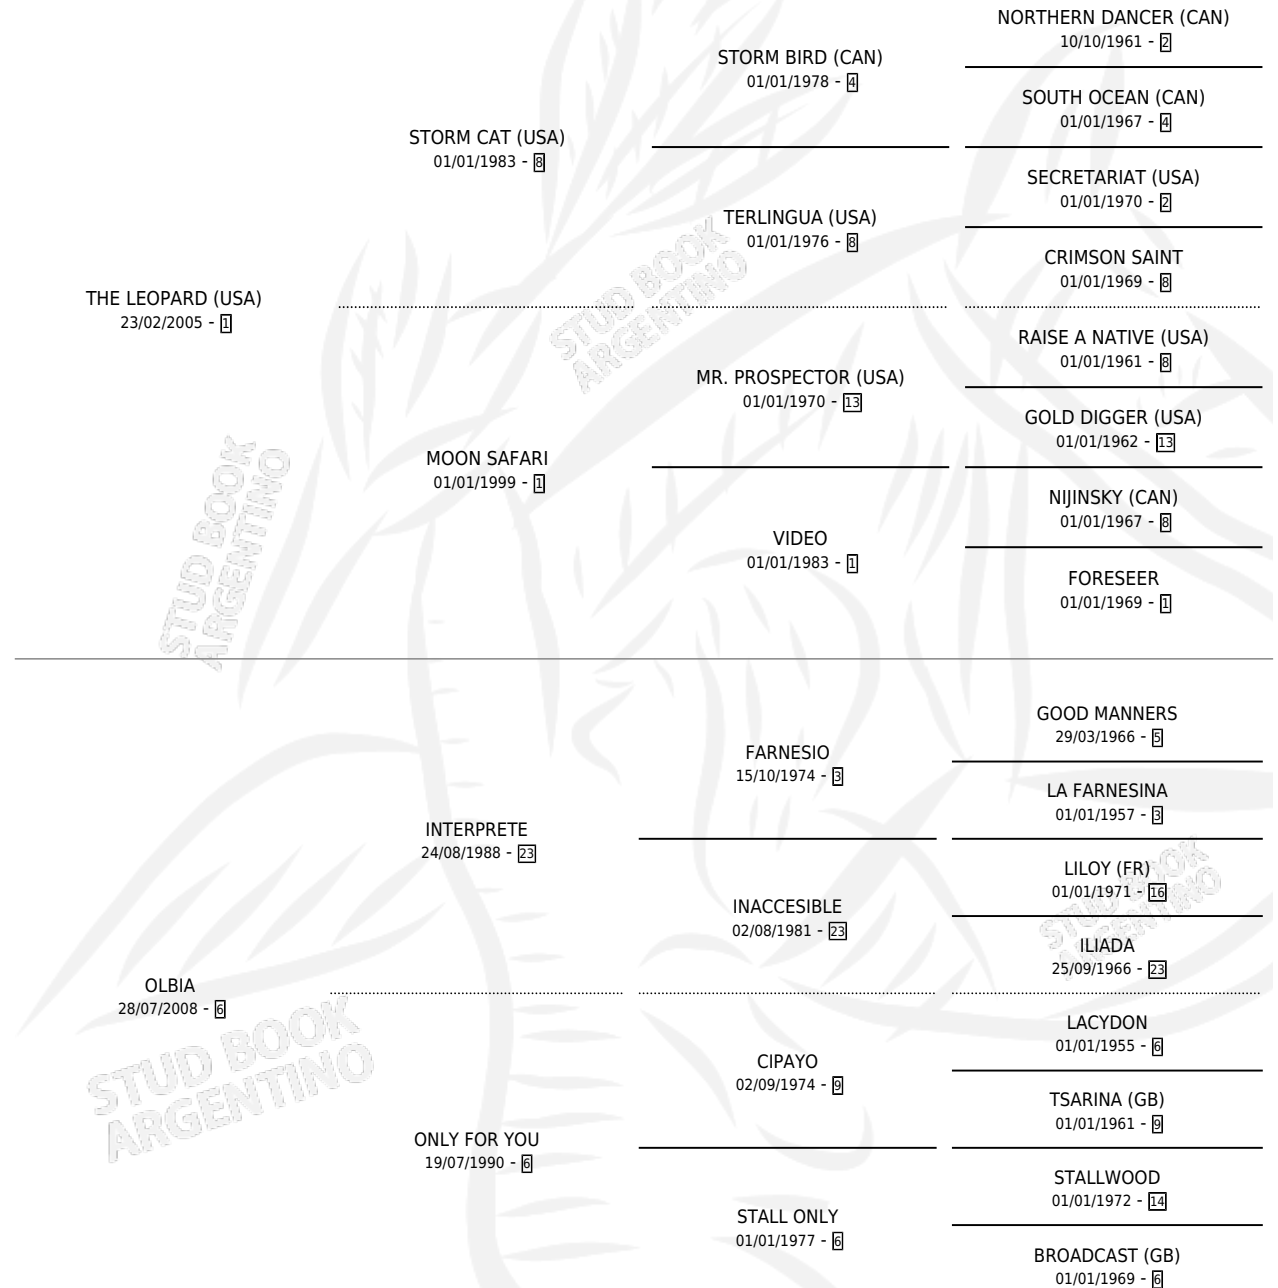 NORTHERN DANCER (CAN)
10/10/1961 - 2
STORM BIRD (CAN)
01/01/1978 - 4
SOUTH OCEAN (CAN)
01/01/1967 - 4
STORM CAT (USA)
01/01/1983 - 8
SECRETARIAT (USA)
01/01/1970 - 2
TERLINGUA (USA)
01/01/1976 - 8
CRIMSON SAINT
01/01/1969 - 8
THE LEOPARD (USA)
23/02/2005 - 1
RAISE A NATIVE (USA)
01/01/1961 - 8
MR. PROSPECTOR (USA)
01/01/1970 - 13
GOLD DIGGER (USA)
01/01/1962 - 13
MOON SAFARI
01/01/1999 - 1
NIJINSKY (CAN)
01/01/1967 - 8
VIDEO
01/01/1983 - 1
FORESEER
01/01/1969 - 1
GOOD MANNERS
29/03/1966 - 5
FARNESIO
15/10/1974 - 3
LA FARNESINA
01/01/1957 - 3
INTERPRETE
24/08/1988 - 23
LILOY (FR)
01/01/1971 - 16
INACCESIBLE
02/08/1981 - 23
ILIADA
25/09/1966 - 23
OLBIA
28/07/2008 - 6
LACYDON
01/01/1955 - 6
CIPAYO
02/09/1974 - 9
TSARINA (GB)
01/01/1961 - 9
ONLY FOR YOU
19/07/1990 - 6
STALLWOOD
01/01/1972 - 14
STALL ONLY
01/01/1977 - 6
BROADCAST (GB)
01/01/1969 - 6
STUD BOOK
ARGENTINO
STUD BOOK
ARGENTINO
STUD BOOK
ARGENTINO
STUD BOOK
ARGENTINO